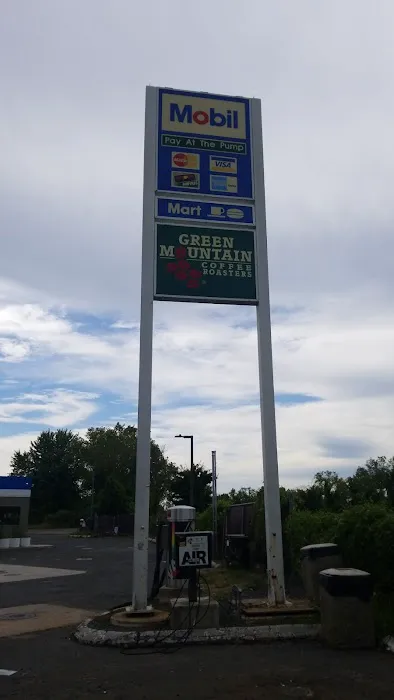 Mobil
Pay At The Pump
VISA
Mart
GREEN
MOUNTAIN
COFFEE
ROASTERS
AIR